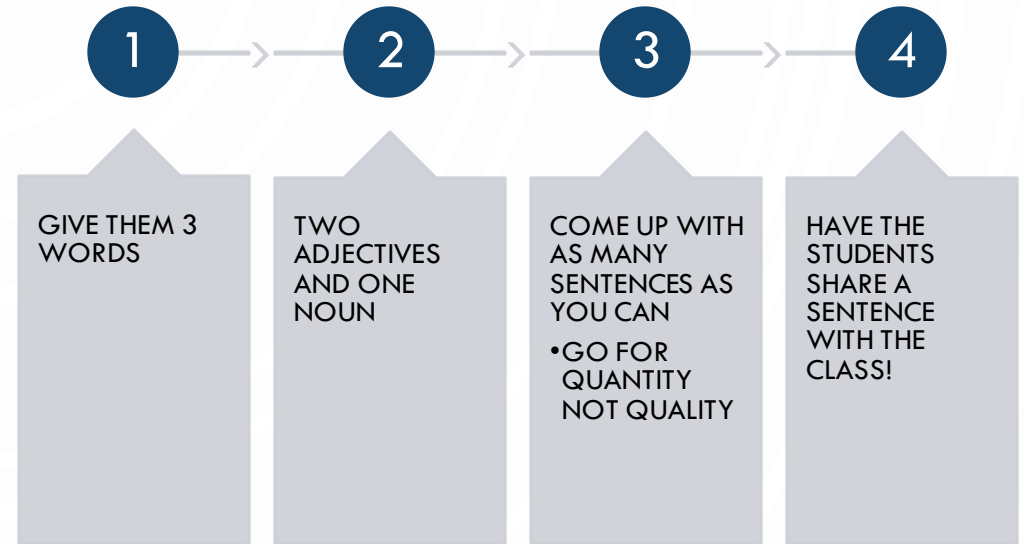 1
2
3
4
GIVE THEM 3
WORDS
TWO
ADJECTIVES
AND ONE
NOUN
COME UP WITH
AS MANY
SENTENCES AS
YOU CAN
•GO FOR
QUANTITY
NOT QUALITY
HAVE THE
STUDENTS
SHARE A
SENTENCE
WITH THE
CLASS!